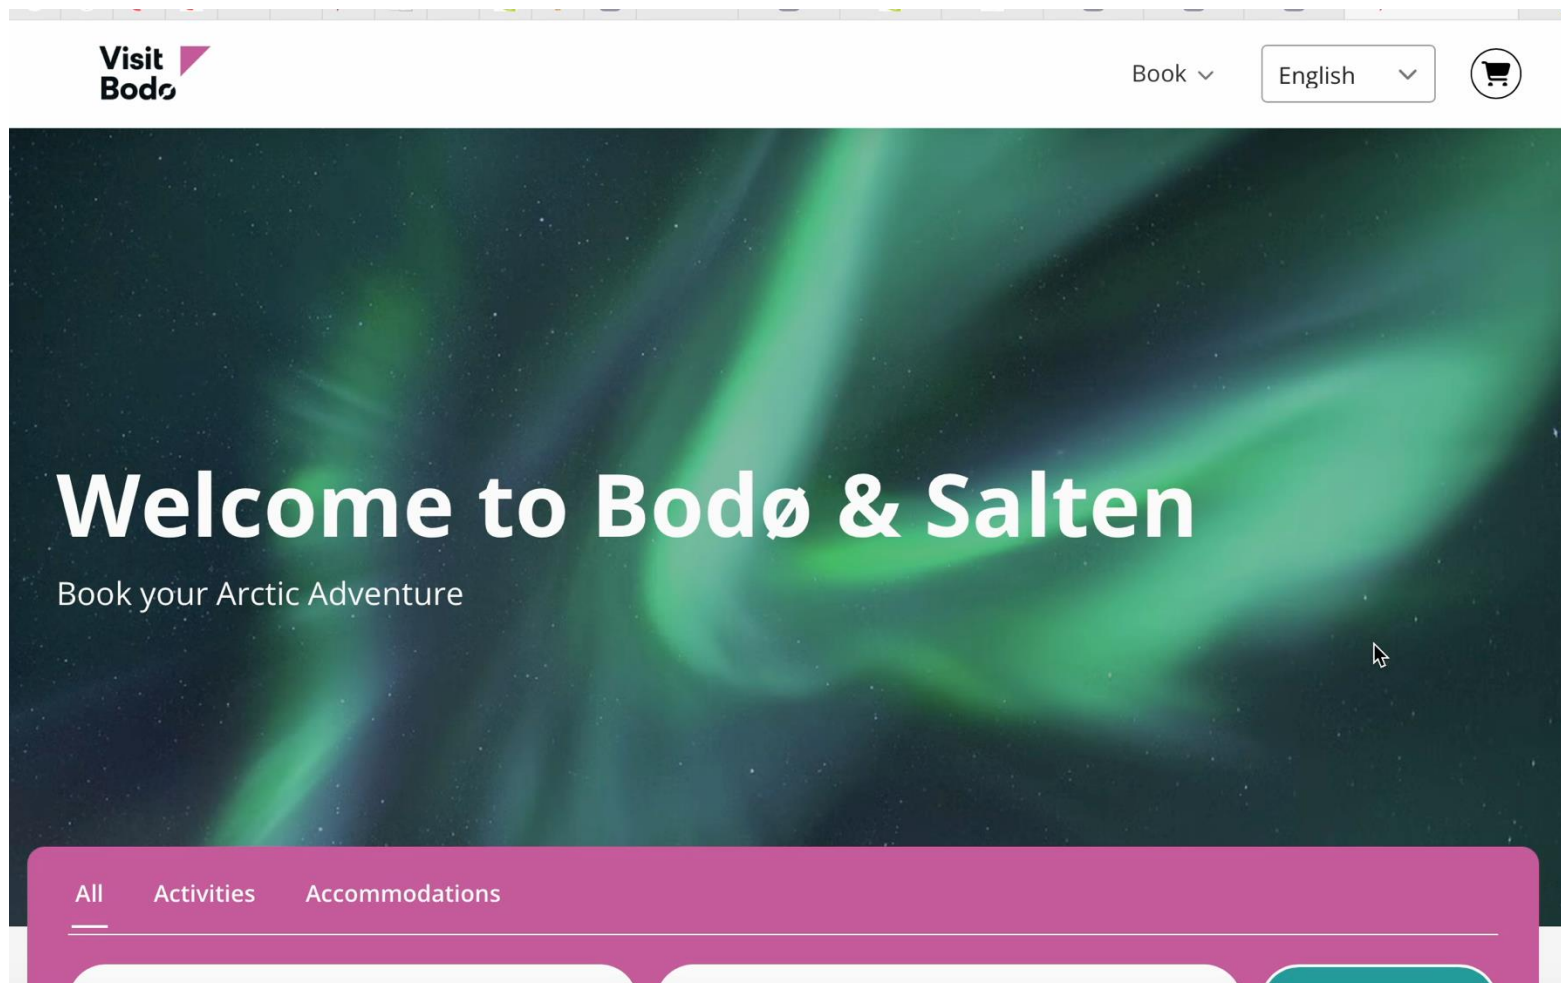 Visit
Bodø
Book
English
Welcome to Bodø & Salten
Book your Arctic Adventure
All
Activities
Accommodations